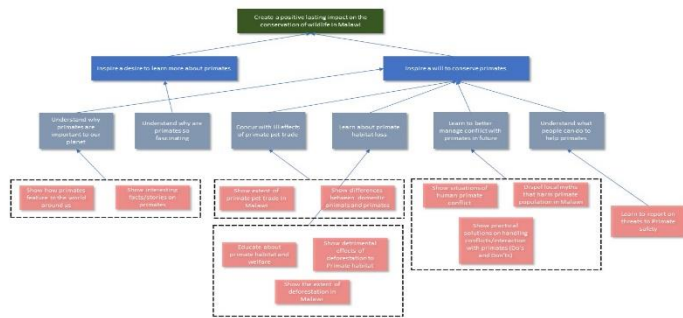 Create a positive lasting impact on the
conservation of wildlife in Malawi
Inspire a desire to learn more about primates
Inspire a will to conserve primates
Understand why
primates are
important to our
planet
Understand why are
primates so
fascinating
Concur with ill effects
of primate pet trade
Learn about primate
habitat loss
Learn to better
manage conflict with
primates in future
Understand what
people can do to
help primates
Show how primates
feature in the world
around us
Show interesting
facts/stories on
primates
Show extent of
primate pet trade in
Malawi
Show differences
between domestic
animals and primates
Show situations of
human primate
conflict
Dispel local myths
that harm primate
population in Malawi
Show practical
solutions on handling
conflicts/interaction
with primates (Do's
and Don'ts)
Learn to report on
threats to Primate
safety
Educate about
primate habitat and
welfare
Show detrimental
effects of
deforestation to
Primate habitat
Show the extent of
deforestation in
Malawi